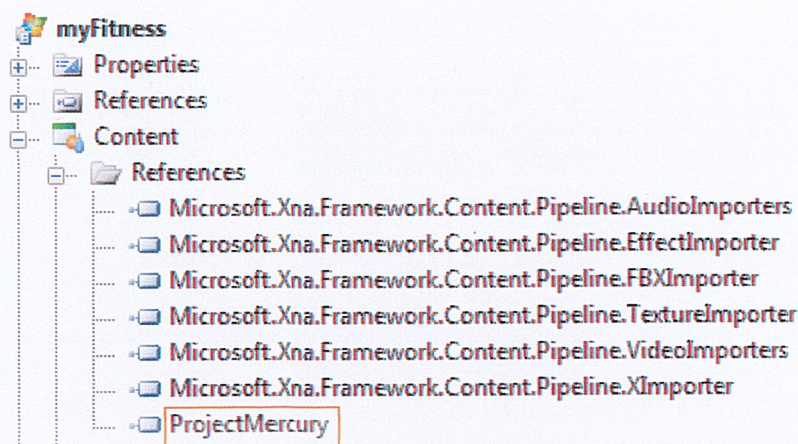 myFitness
Properties
References
Content
References
Microsoft.Xna.Framework.Content.Pipeline.AudioImporters
Microsoft.Xna.Framework.Content.Pipeline.EffectImporter
Microsoft.Xna.Framework.Content.Pipeline.FBXImporter
Microsoft.Xna.Framework.Content.Pipeline.TextureImporter
Microsoft.Xna.Framework.Content.Pipeline.VideoImporters
Microsoft.Xna.Framework.Content.Pipeline.XImporter
ProjectMercury